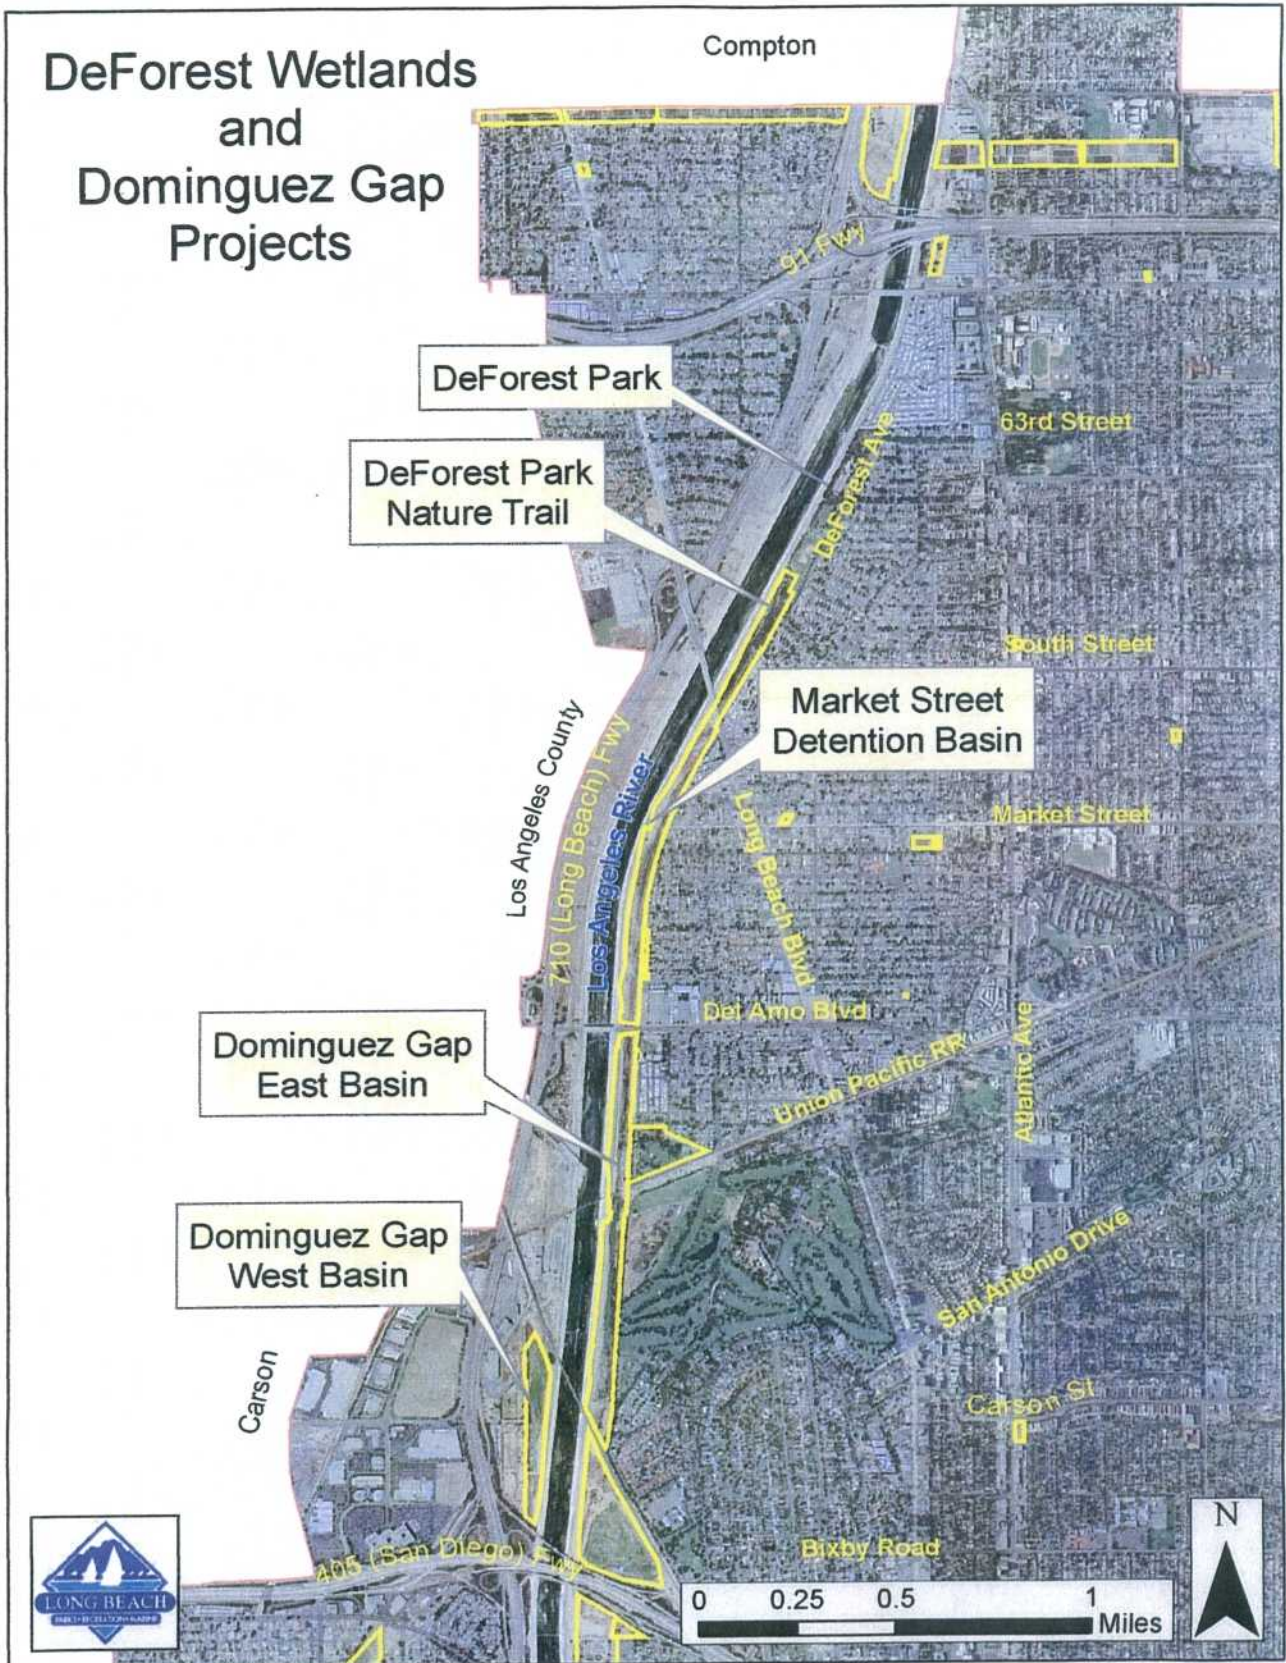 DeForest Wetlands
and
Dominguez Gap
Projects
Compton
91 Fwy
DeForest Park
63rd Street
DeForest Park
Nature Trail
DeForest Ave
South Street
Market Street
Detention Basin
Los Angeles County
710 (Long Beach) Fwy
Los Angeles River
Long Beach Blvd
Market Street
Del Amo Blvd
Dominguez Gap
East Basin
Union Pacific RR
Atlantic Ave
Dominguez Gap
West Basin
San Antonio Drive
Carson
Carson St
405 (San Diego) Fwy
Bixby Road
N
0 0.25 0.5 1
Miles
LONG BEACH
PARKS • RECREATION • MARINE